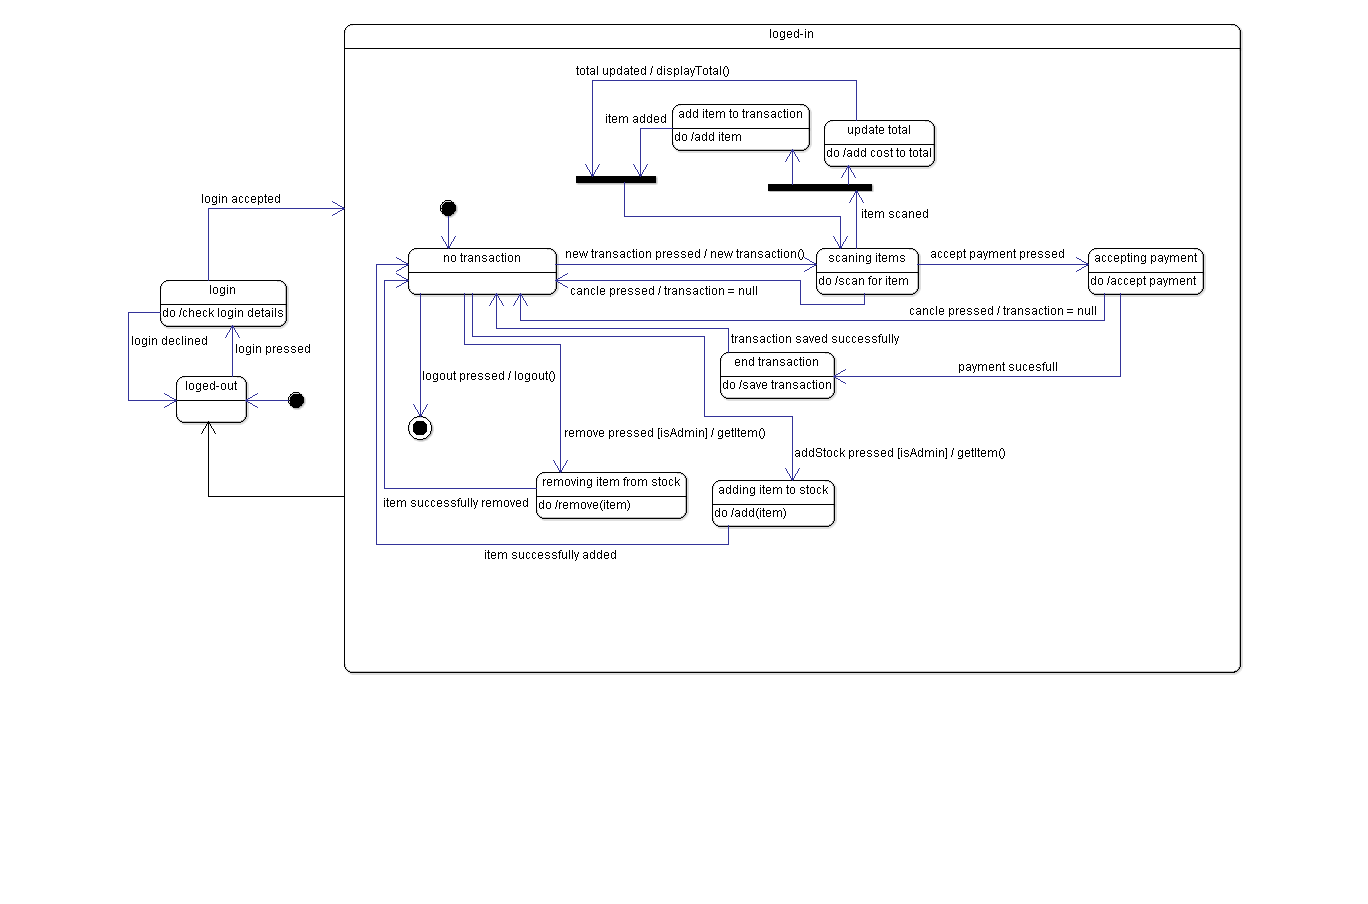 loged-in
total updated / displayTotal()
add item to transaction
do /add item
item added
update total
do /add cost to total
login accepted
item scaned
no transaction
new transaction pressed / new transaction()
scaning items
do /scan for item
accept payment pressed
accepting payment
do /accept payment
cancle pressed / transaction = null
cancle pressed / transaction = null
login
do /check login details
login declined
login pressed
transaction saved successfully
end transaction
do /save transaction
payment sucesfull
loged-out
logout pressed / logout()
remove pressed [isAdmin] / getItem()
addStock pressed [isAdmin] / getItem()
removing item from stock
do /remove(item)
adding item to stock
do /add(item)
item successfully removed
item successfully added